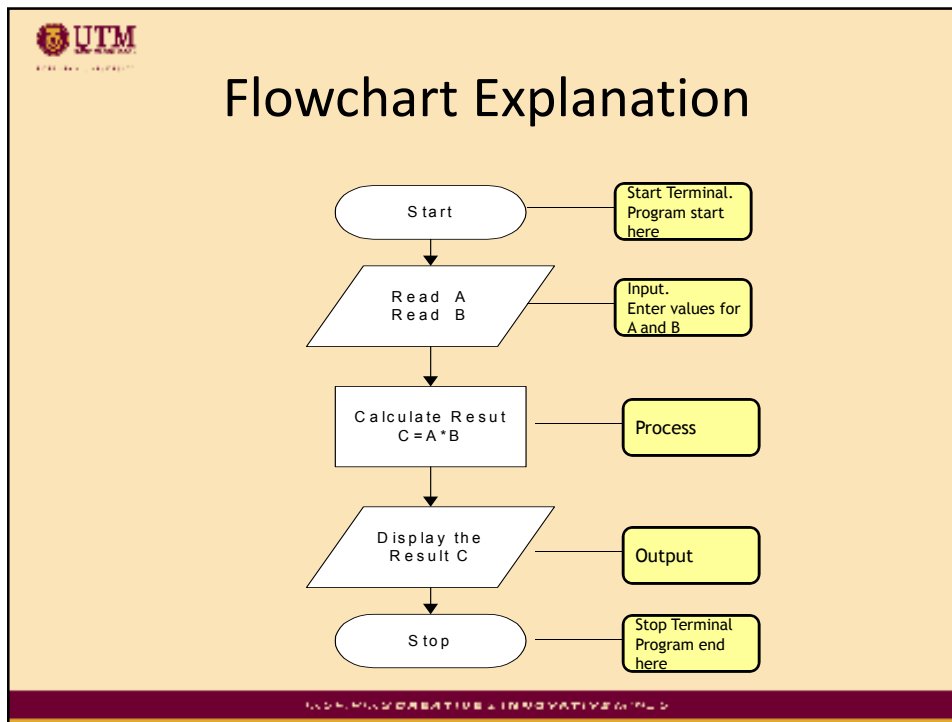 UTM
Flowchart Explanation
Start
Start Terminal.
Program start
here
Read A
Read B
Input.
Enter values for
A and B
Calculate Resut
C=A*B
Process
Display the
Result C
Output
Stop
Stop Terminal
Program end
here